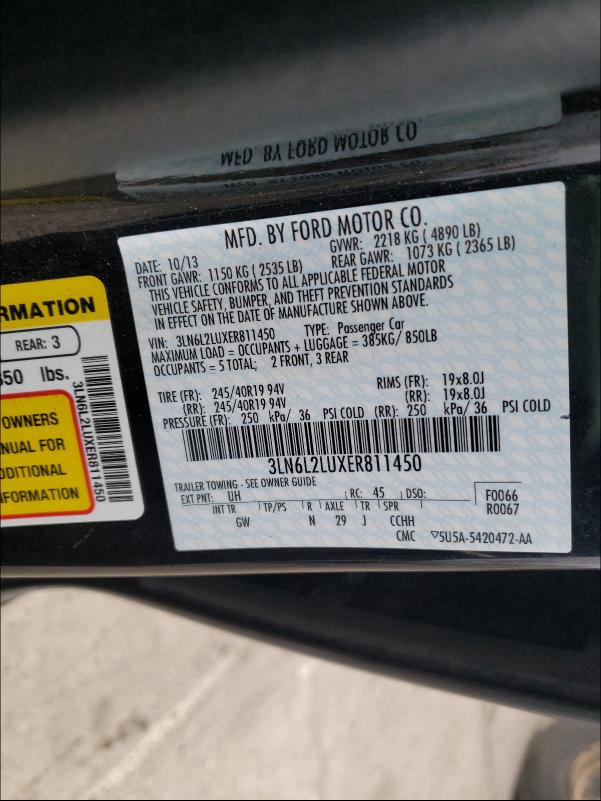 MFD. BY FORD MOTOR CO.
MFD. BY FORD MOTOR CO.
DATE: 10/13 GVWR: 2218 KG ( 4890 LB)
FRONT GAWR: 1150 KG ( 2535 LB) REAR GAWR: 1073 KG ( 2365 LB)
THIS VEHICLE CONFORMS TO ALL APPLICABLE FEDERAL MOTOR
VEHICLE SAFETY, BUMPER, AND THEFT PREVENTION STANDARDS
IN EFFECT ON THE DATE OF MANUFACTURE SHOWN ABOVE.
VIN: 3LN6L2LUXER811450 TYPE: Passenger Car
MAXIMUM LOAD = OCCUPANTS + LUGGAGE = 385KG/ 850LB
OCCUPANTS = 5 TOTAL; 2 FRONT, 3 REAR
TIRE (FR): 245/40R19 94V RIMS (FR): 19x8.0J
(RR): 245/40R19 94V (RR): 19x8.0J
PRESSURE (FR): 250 kPa/ 36 PSI COLD (RR): 250 kPa/ 36 PSI COLD
3LN6L2LUXER811450
TRAILER TOWING - SEE OWNER GUIDE
EXT PNT: UH RC: 45 DSO: F0066
INT TR TP/PS R AXLE TR SPR R0067
GW N 29 J CCHH
CMC 5U5A-5420472-AA
RMATION
REAR: 3
lbs.
3LN6L2LUXER811450
OWNERS
NUAL FOR
DDITIONAL
INFORMATION